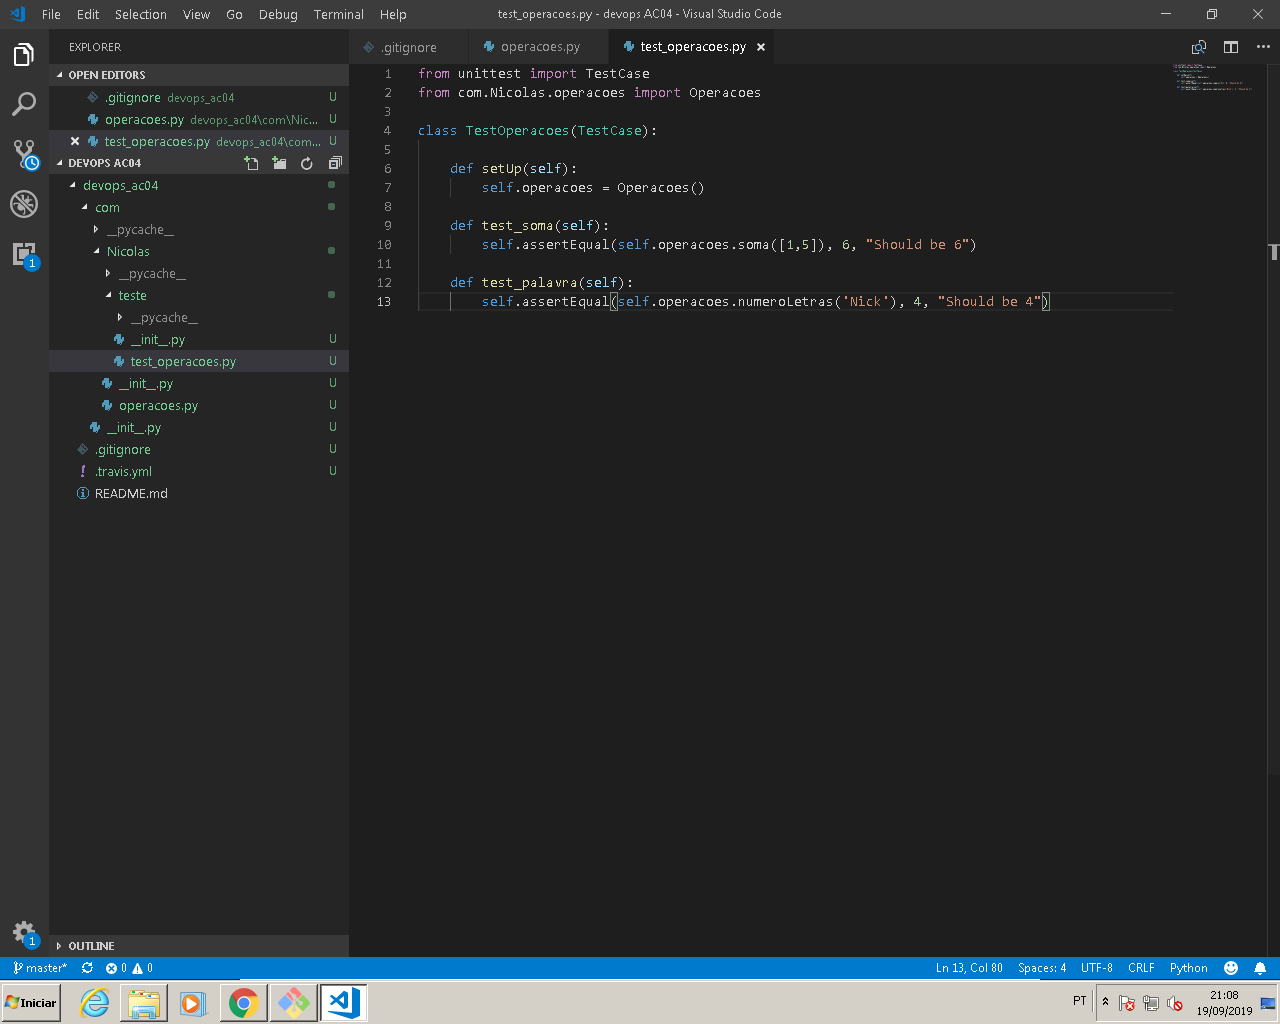 File Edit Selection View Go Debug Terminal Help test_operacoes.py - devops AC04 - Visual Studio Code
EXPLORER
.gitignore operacoes.py test_operacoes.py
OPEN EDITORS
.gitignore devops_ac04 U
operacoes.py devops_ac04\com\Nic... U
test_operacoes.py devops_ac04\com... U
DEVOPS AC04
devops_ac04
com
__pycache__
Nicolas
__pycache__
teste
__pycache__
__init__.py U
test_operacoes.py U
__init__.py U
operacoes.py U
__init__.py U
.gitignore U
! .travis.yml U
README.md
OUTLINE
1 from unittest import TestCase
2 from com.Nicolas.operacoes import Operacoes
3
4 class TestOperacoes(TestCase):
5
6 def setUp(self):
7 self.operacoes = Operacoes()
8
9 def test_soma(self):
10 self.assertEqual(self.operacoes.soma([1,5]), 6, "Should be 6")
11
12 def test_palavra(self):
13 self.assertEqual(self.operacoes.numeroLetras('Nick'), 4, "Should be 4")
1
1
master* 0 0 Ln 13, Col 80 Spaces: 4 UTF-8 CRLF Python
Iniciar PT 21:08
19/09/2019